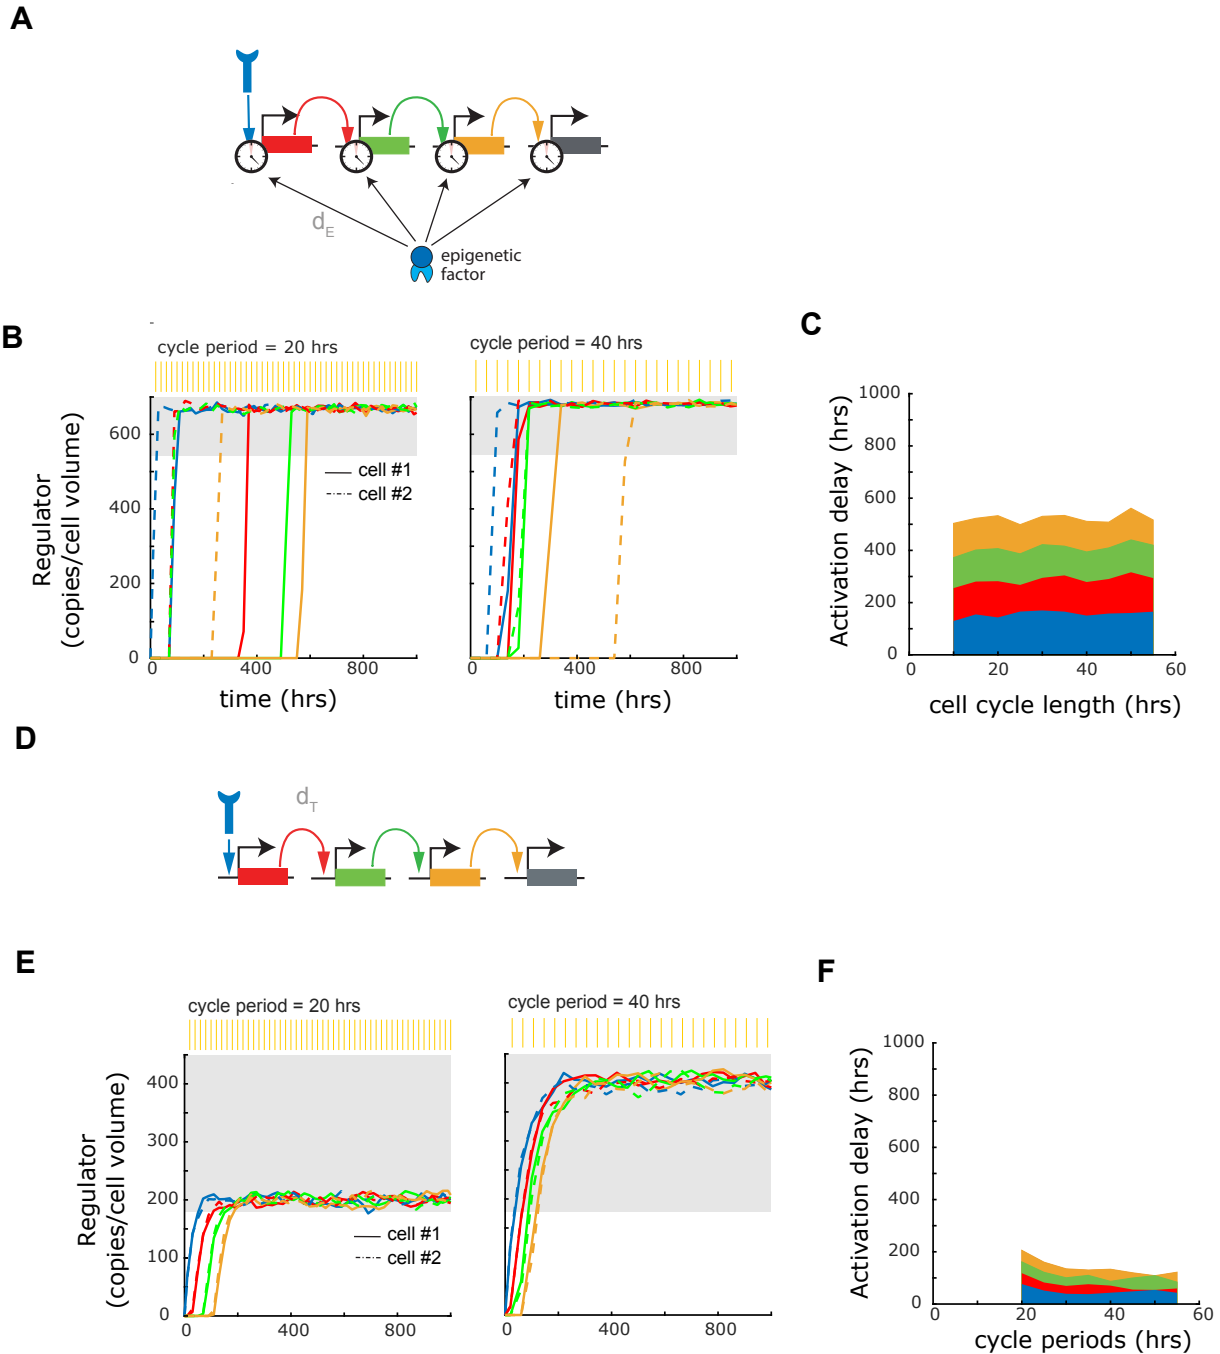 A
d_E
epigenetic
factor
B
cycle period = 20 hrs
cycle period = 40 hrs
Regulator
(copies/cell volume)
600
400
200
0
cell #1
cell #2
0
400
800
time (hrs)
0
400
800
time (hrs)
C
Activation delay (hrs)
1000
800
600
400
200
0
0
20
40
60
cell cycle length (hrs)
D
d_T
E
cycle period = 20 hrs
cycle period = 40 hrs
Regulator
(copies/cell volume)
400
300
200
100
0
cell #1
cell #2
0
400
800
0
400
800
F
Activation delay (hrs)
1000
800
600
400
200
0
0
20
40
60
cycle periods (hrs)